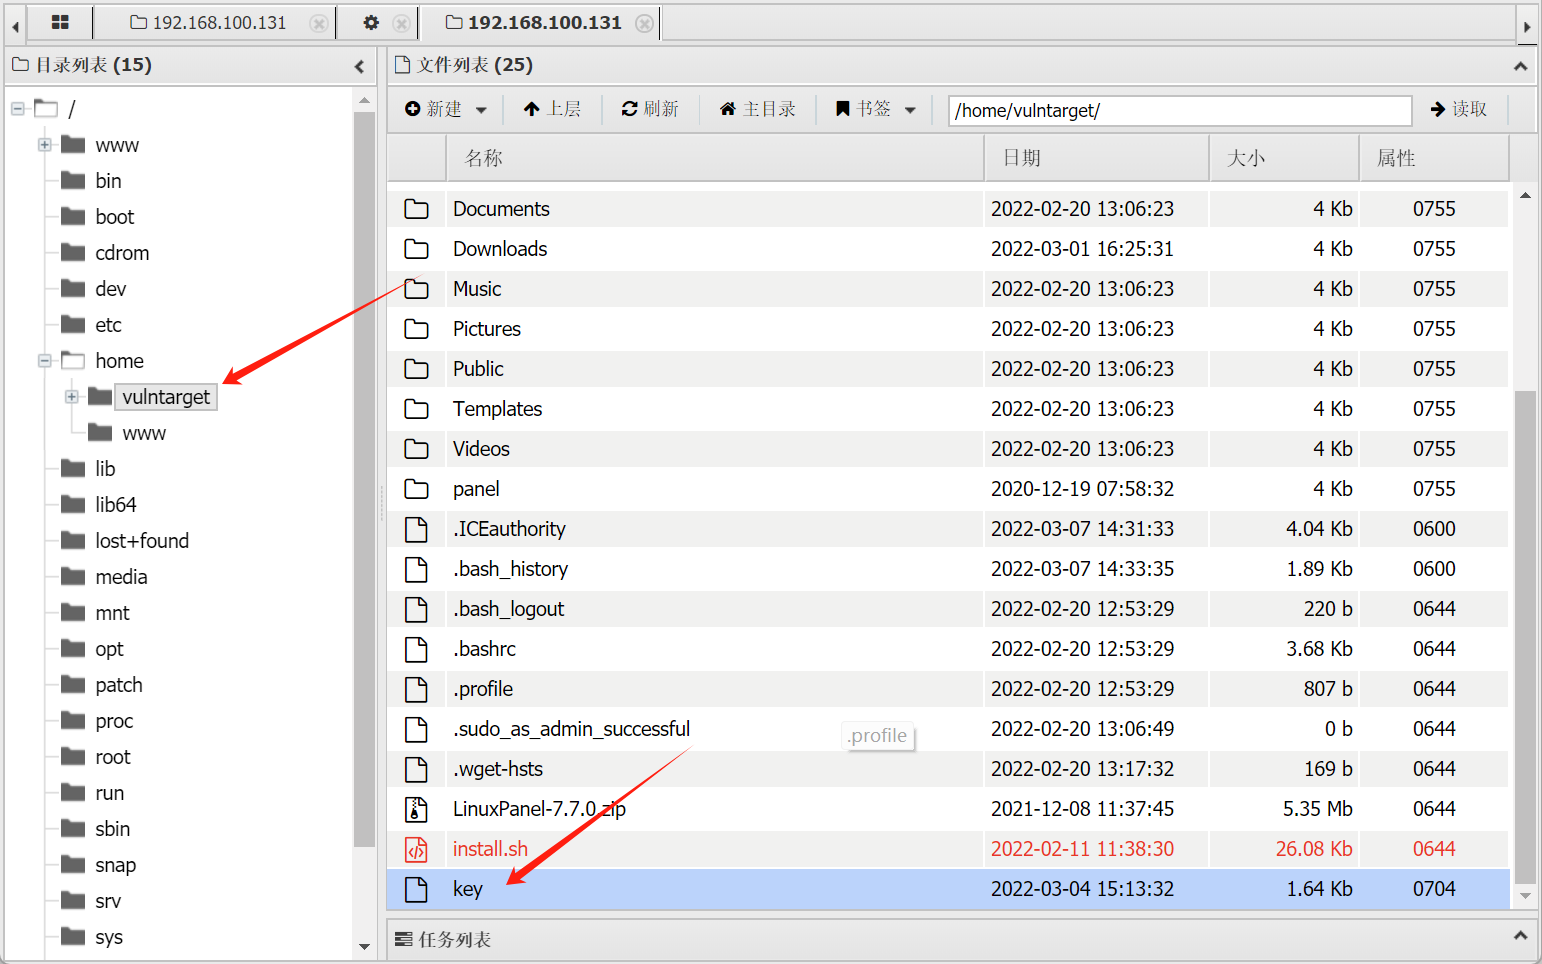 192.168.100.131
192.168.100.131
目录列表 (15)
/
www
bin
boot
cdrom
dev
etc
home
vulntarget
www
lib
lib64
lost+found
media
mnt
opt
patch
proc
root
run
sbin
snap
srv
sys
文件列表 (25)
新建 上层 刷新 主目录 书签 /home/vulntarget/ 读取
名称 日期 大小 属性
Documents 2022-02-20 13:06:23 4 Kb 0755
Downloads 2022-03-01 16:25:31 4 Kb 0755
Music 2022-02-20 13:06:23 4 Kb 0755
Pictures 2022-02-20 13:06:23 4 Kb 0755
Public 2022-02-20 13:06:23 4 Kb 0755
Templates 2022-02-20 13:06:23 4 Kb 0755
Videos 2022-02-20 13:06:23 4 Kb 0755
panel 2020-12-19 07:58:32 4 Kb 0755
.ICEauthority 2022-03-07 14:31:33 4.04 Kb 0600
.bash_history 2022-03-07 14:33:35 1.89 Kb 0600
.bash_logout 2022-02-20 12:53:29 220 b 0644
.bashrc 2022-02-20 12:53:29 3.68 Kb 0644
.profile 2022-02-20 12:53:29 807 b 0644
.sudo_as_admin_successful 2022-02-20 13:06:49 0 b 0644
.profile
.wget-hsts 2022-02-20 13:17:32 169 b 0644
LinuxPanel-7.7.0.zip 2021-12-08 11:37:45 5.35 Mb 0644
install.sh 2022-02-11 11:38:30 26.08 Kb 0644
key 2022-03-04 15:13:32 1.64 Kb 0704
任务列表